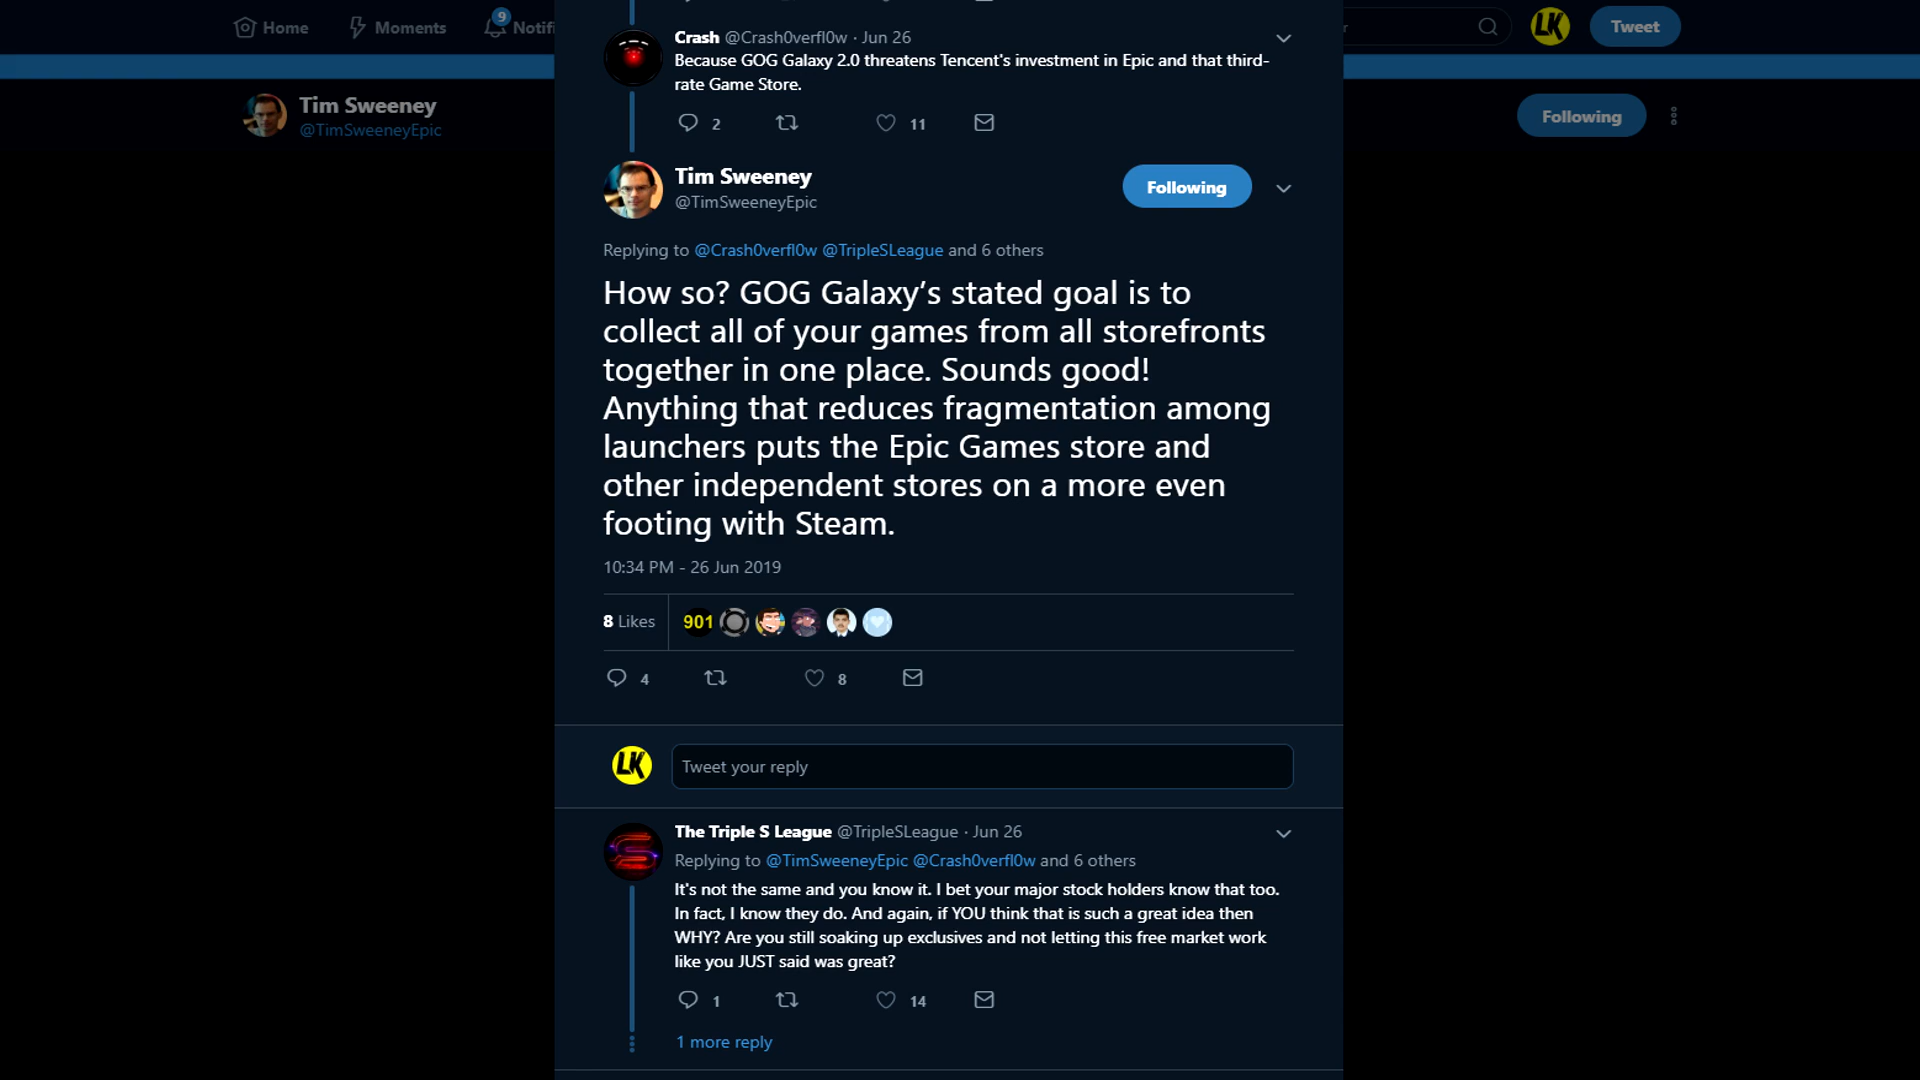 Home
Moments
9
Notifi
r
LK
Tweet
Tim Sweeney
@TimSweeneyEpic
Following
Crash @Crash0verfl0w · Jun 26
Because GOG Galaxy 2.0 threatens Tencent's investment in Epic and that third-
rate Game Store.
2
11
Tim Sweeney
@TimSweeneyEpic
Following
Replying to @Crash0verfl0w @TripleSLeague and 6 others
How so? GOG Galaxy’s stated goal is to
collect all of your games from all storefronts
together in one place. Sounds good!
Anything that reduces fragmentation among
launchers puts the Epic Games store and
other independent stores on a more even
footing with Steam.
10:34 PM - 26 Jun 2019
8 Likes
901
4
8
LK
Tweet your reply
The Triple S League @TripleSLeague · Jun 26
Replying to @TimSweeneyEpic @Crash0verfl0w and 6 others
It's not the same and you know it. I bet your major stock holders know that too.
In fact, I know they do. And again, if YOU think that is such a great idea then
WHY? Are you still soaking up exclusives and not letting this free market work
like you JUST said was great?
1
14
1 more reply